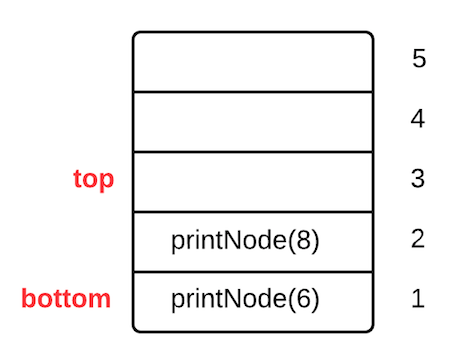 5
4
top 3
printNode(8) 2
bottom printNode(6) 1